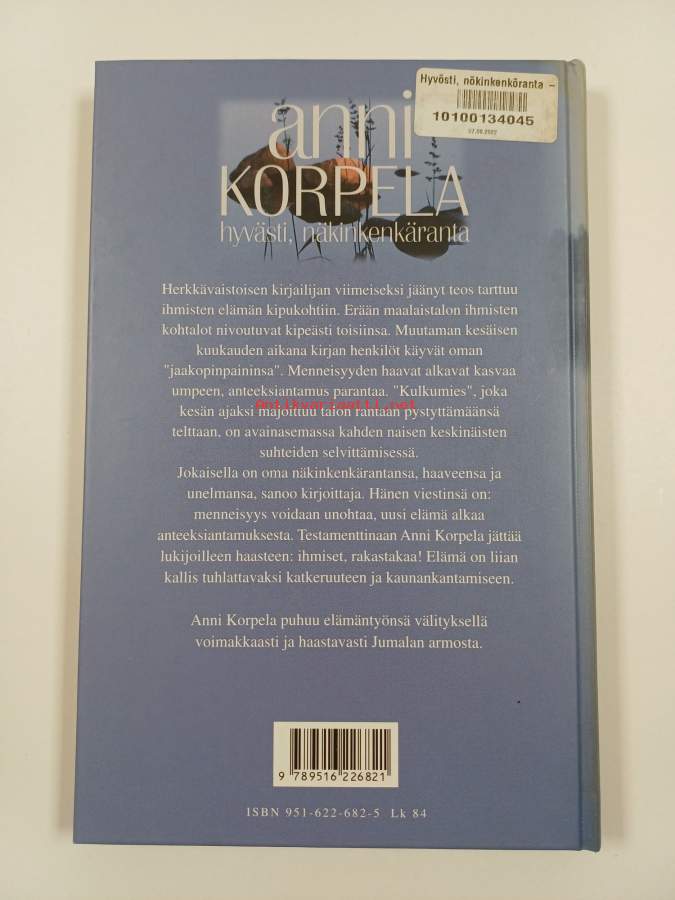 Hyvösti, nökinkenköranta –
10100134045
anni
KORPELA
hyvästi, näkinkenkäranta
Herkkävaistoisen kirjailijan viimeiseksi jäänyt teos tarttuu
ihmisten elämän kipukohtiin. Erään maalaistalon ihmisten
kohtalot nivoutuvat kipeästi toisiinsa. Muutaman kesäisen
kuukauden aikana kirjan henkilöt käyvät oman
"jaakopinpaininsa". Menneisyyden haavat alkavat kasvaa
umpeen, anteeksiantamus parantaa. "Kulkumies", joka
Antikvariaatti.net
kesän ajaksi majoittuu talon rantaan pystyttämäänsä
telttaan, on avainasemassa kahden naisen keskinäisten
suhteiden selvittämisessä.
Jokaisella on oma näkinkenkärantansa, haaveensa ja
unelmansa, sanoo kirjoittaja. Hänen viestinsä on:
menneisyys voidaan unohtaa, uusi elämä alkaa
anteeksiantamuksesta. Testamenttinaan Anni Korpela jättää
lukijoilleen haasteen: ihmiset, rakastakaa! Elämä on liian
kallis tuhlattavaksi katkeruuteen ja kaunankantamiseen.
Anni Korpela puhuu elämäntyönsä välityksellä
voimakkaasti ja haastavasti Jumalan armosta.
9 789516 226821
ISBN 951-622-682-5 Lk 84